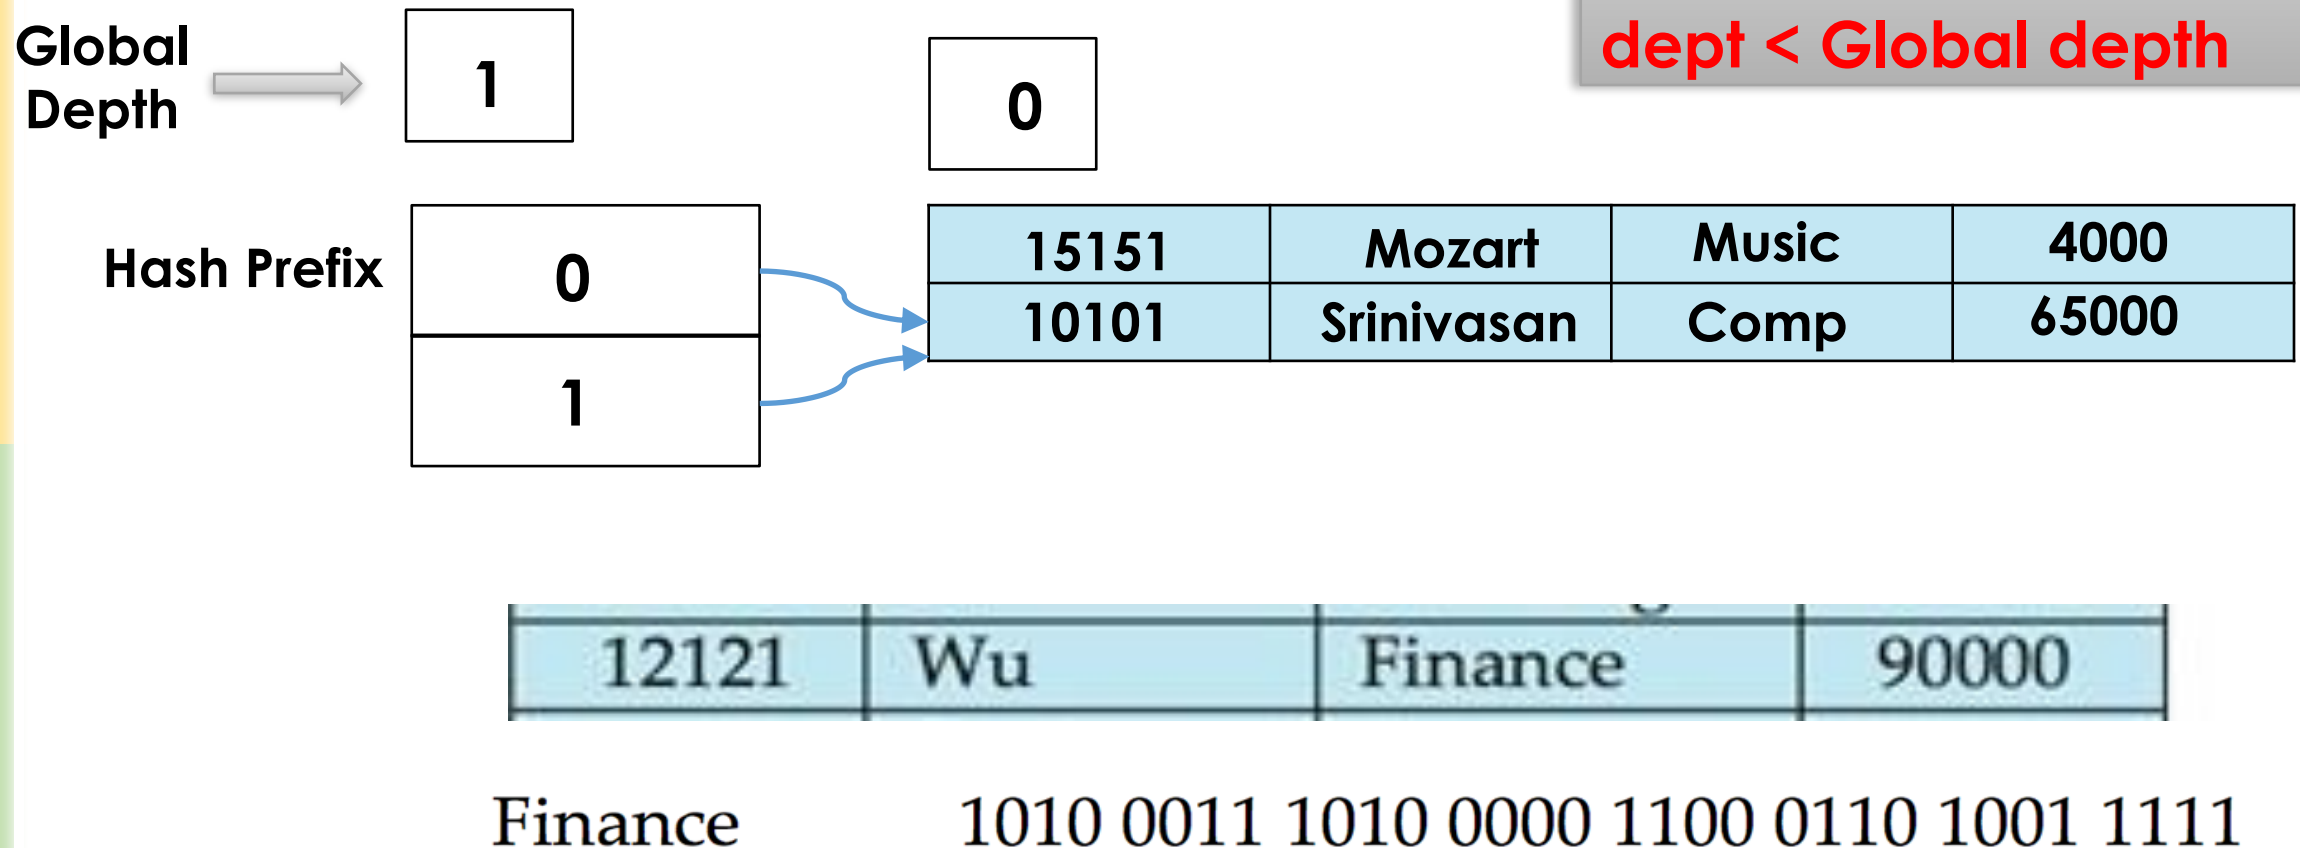 Global
Depth
1
0
dept < Global depth
Hash Prefix
0
1
15151 Mozart Music 4000
10101 Srinivasan Comp 65000
12121 Wu Finance 90000
Finance 1010 0011 1010 0000 1100 0110 1001 1111